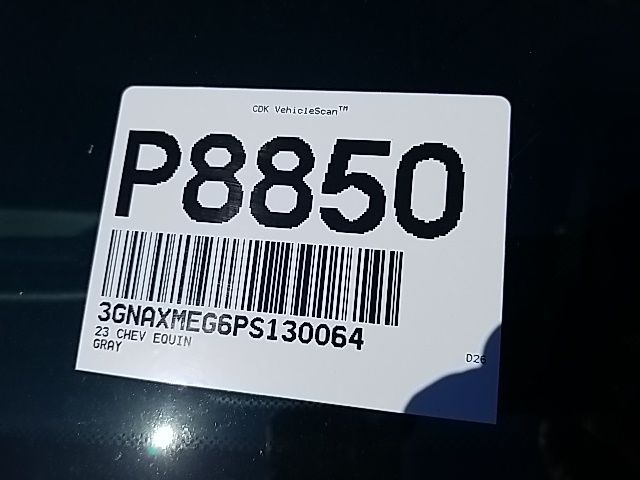 CDK VehicleScan™
P8850
3GNAXMEG6PS130064
23 CHEV EQUIN
GRAY
D26